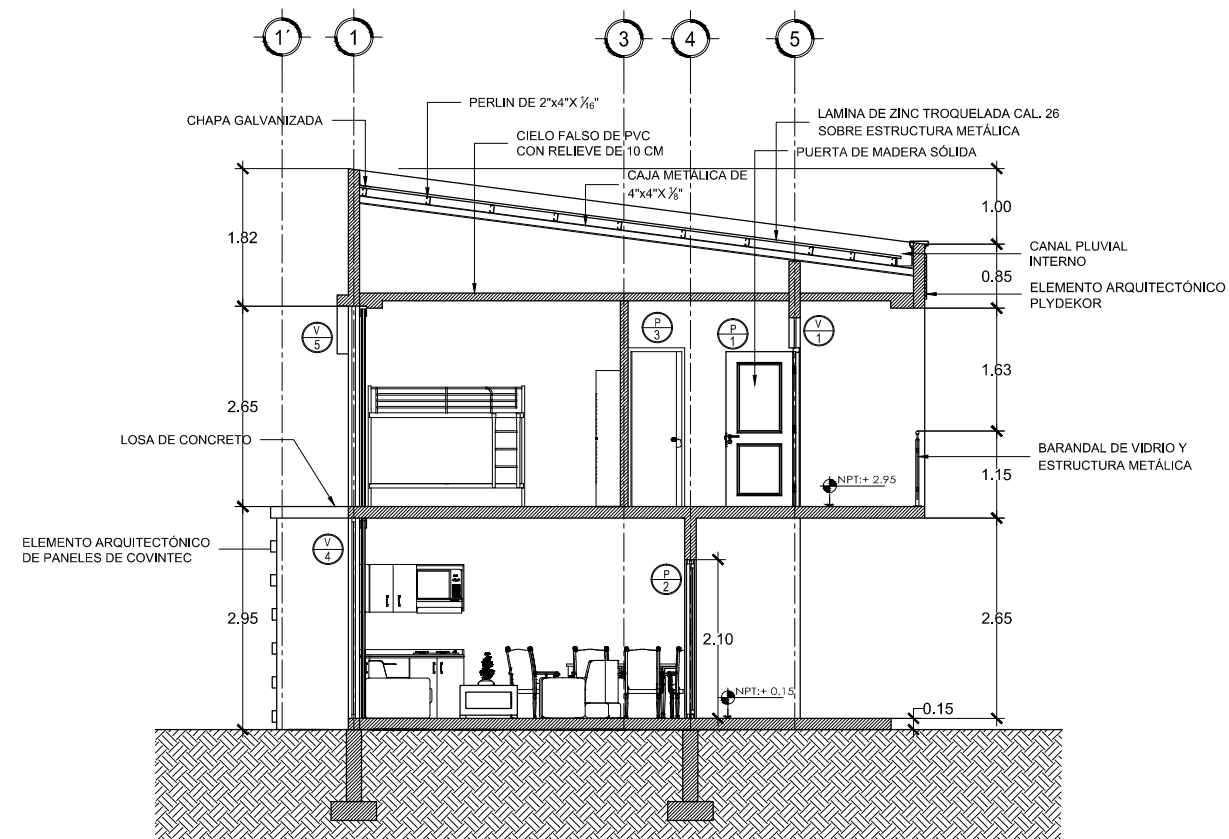 1´
1
3
4
5
PERLIN DE 2"x4"X 1/16"
CHAPA GALVANIZADA
LAMINA DE ZINC TROQUELADA CAL. 26
SOBRE ESTRUCTURA METÁLICA
CIELO FALSO DE PVC
CON RELIEVE DE 10 CM
PUERTA DE MADERA SÓLIDA
CAJA METÁLICA DE
4"x4"X 1/8"
1.00
1.82
CANAL PLUVIAL
INTERNO
0.85
ELEMENTO ARQUITECTÓNICO
PLYDEKOR
V
5
P
3
P
1
V
1
1.63
2.65
LOSA DE CONCRETO
BARANDAL DE VIDRIO Y
ESTRUCTURA METÁLICA
1.15
NPT:+ 2.95
ELEMENTO ARQUITECTÓNICO
DE PANELES DE COVINTEC
V
4
P
2
2.95
2.10
2.65
NPT:+ 0.15
0.15